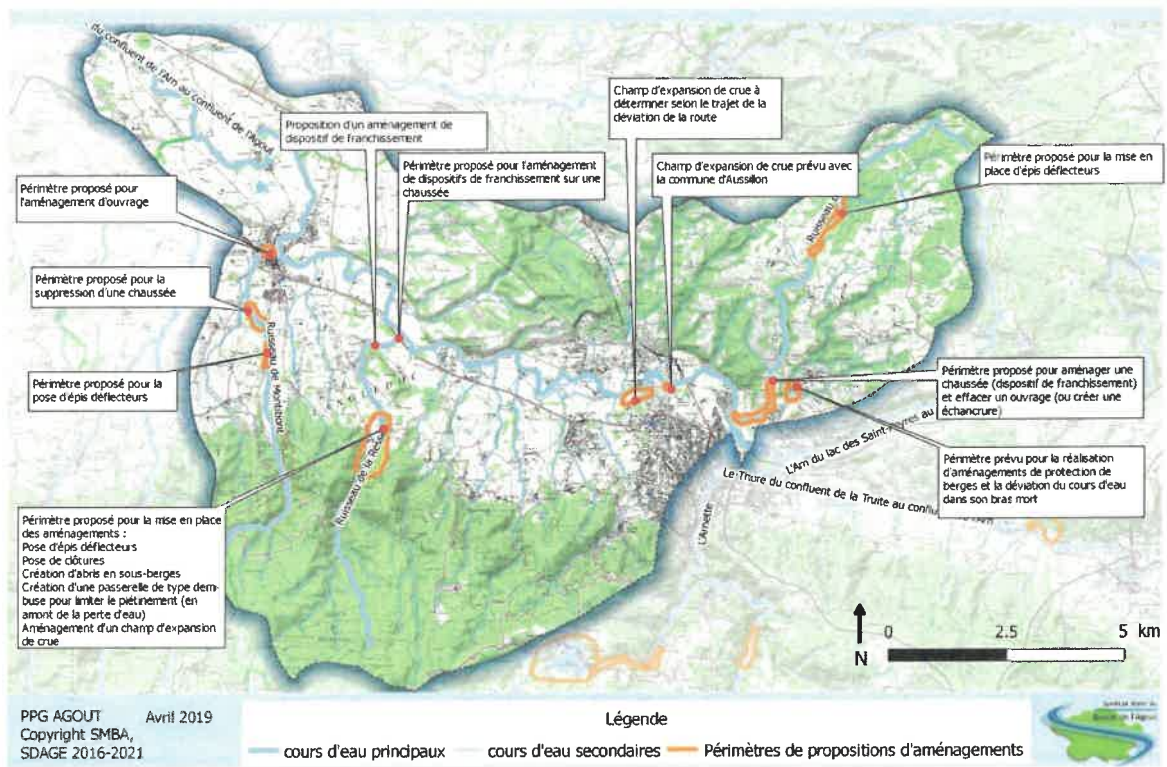 du confluent de l'Arn au confluent de l'Agout
Proposition d'un aménagement de
dispositif de franchissement
Champ d'expansion de crue à
détermner selon le trajet de la
déviation de la route
Périmètre proposé pour l'aménagement
de dispositifs de franchissement sur une
chaussée
Champ d'expansion de crue prévu avec
la commune d'Aussillon
Périmètre proposé pour la mise en
place d'épis déflecteurs
Périmètre proposé pour
l'aménagement d'ouvrage
Périmètre proposé pour la
suppression d'une chaussée
Périmètre proposé pour la
pose d'épis déflecteurs
Ruisseau de
Ruisseau de la
Ruisseau
Périmètre proposé pour aménager une
chaussée (dispositif de franchissement)
et effacer un ouvrage (ou créer une
échancrure)
L'Arn du lac des Saint-Peyres au
Le Thore du confluent de la Truite au
L'Arnette
Périmètre prévu pour la réalisation
d'aménagements de protection de
berges et la déviation du cours d'eau
dans son bras mort
Périmètre proposé pour la mise en place
des aménagements :
Pose d'épis déflecteurs
Pose de clôtures
Création d'abris en sous-berges
Création d'une passerelle de type demi-
buse pour limiter le piétinement (en
amont de la perte d'eau)
Aménagement d'un champ d'expansion
de crue
N
0 2.5 5 km
PPG AGOUT Avril 2019
Copyright SMBA,
SDAGE 2016-2021
Légende
cours d'eau principaux cours d'eau secondaires Périmètres de propositions d'aménagements